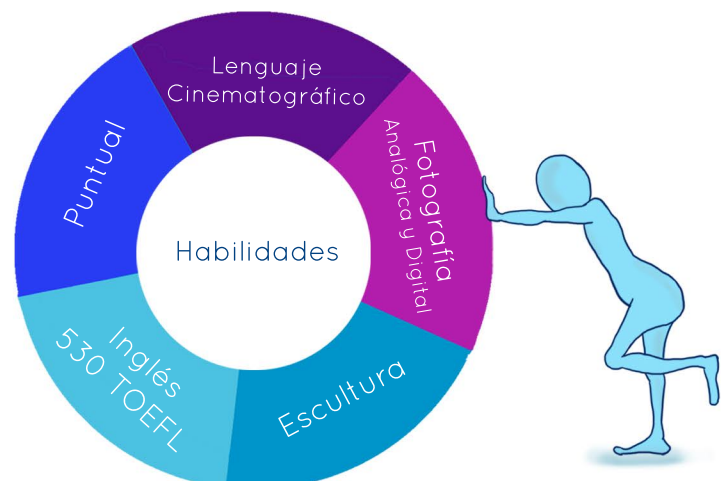 Habilidades
Lenguaje
Cinematográfico
Fotografía
Analógica y Digital
Escultura
Inglés
530 TOEFL
Puntual